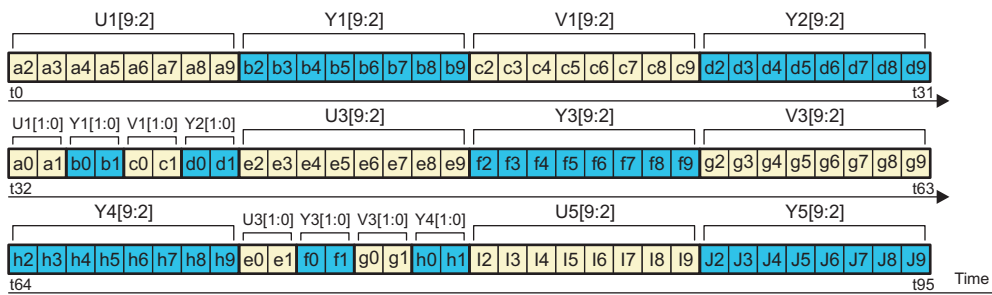 U1[9:2] Y1[9:2] V1[9:2] Y2[9:2]
a2 a3 a4 a5 a6 a7 a8 a9 b2 b3 b4 b5 b6 b7 b8 b9 c2 c3 c4 c5 c6 c7 c8 c9 d2 d3 d4 d5 d6 d7 d8 d9
t0 t31
U1[1:0] Y1[1:0] V1[1:0] Y2[1:0] U3[9:2] Y3[9:2] V3[9:2]
a0 a1 b0 b1 c0 c1 d0 d1 e2 e3 e4 e5 e6 e7 e8 e9 f2 f3 f4 f5 f6 f7 f8 f9 g2 g3 g4 g5 g6 g7 g8 g9
t32 t63
Y4[9:2] U3[1:0] Y3[1:0] V3[1:0] Y4[1:0] U5[9:2] Y5[9:2]
h2 h3 h4 h5 h6 h7 h8 h9 e0 e1 f0 f1 g0 g1 h0 h1 I2 I3 I4 I5 I6 I7 I8 I9 J2 J3 J4 J5 J6 J7 J8 J9
t64 t95 Time